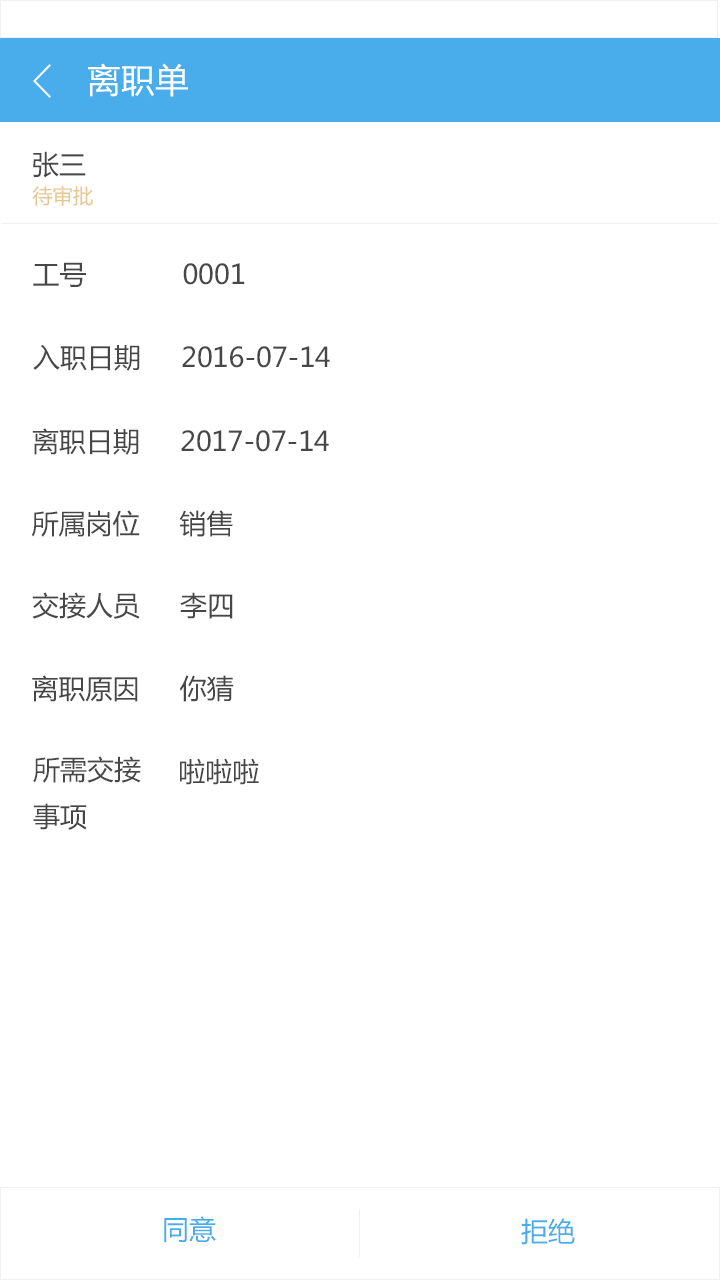 离职单
张三
待审批
工号 0001
入职日期 2016-07-14
离职日期 2017-07-14
所属岗位 销售
交接人员 李四
离职原因 你猜
所需交接 啦啦啦
事项
同意 拒绝